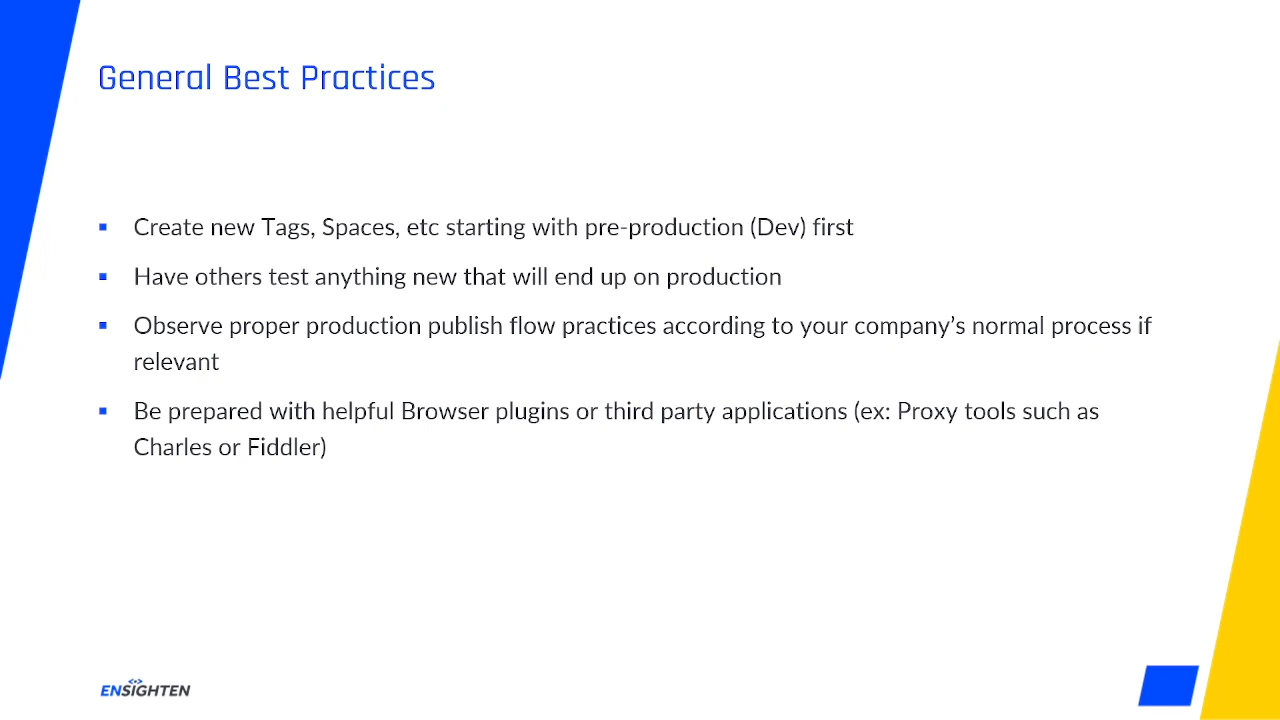 General Best Practices
▪ Create new Tags, Spaces, etc starting with pre-production (Dev) first
▪ Have others test anything new that will end up on production
▪ Observe proper production publish flow practices according to your company’s normal process if
relevant
▪ Be prepared with helpful Browser plugins or third party applications (ex: Proxy tools such as
Charles or Fiddler)
ENSIGHTEN